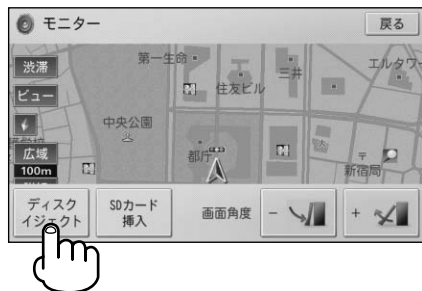 モニター
戻る
渋滞
第一生命
三井
エルタワー
ビュー
住友ビル
中央公園
広域
都庁
100m
新宿局
ディスク
イジェクト
SDカード
挿入
画面角度
-
+